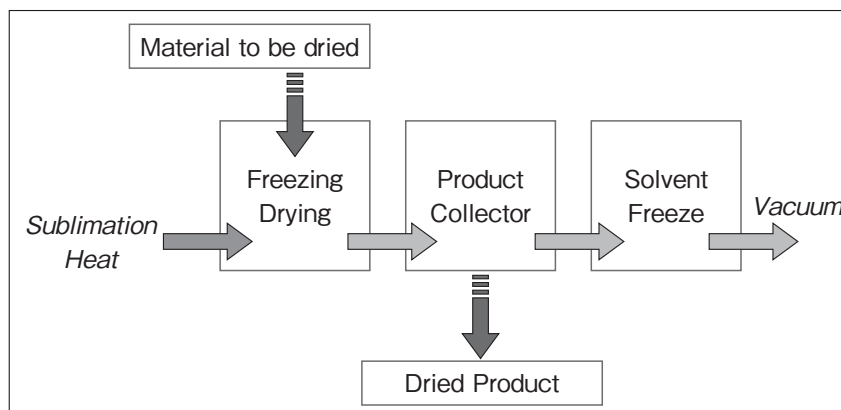 Material to be dried
Freezing
Drying
Product
Collector
Solvent
Freeze
Vacuum
Sublimation
Heat
Dried Product